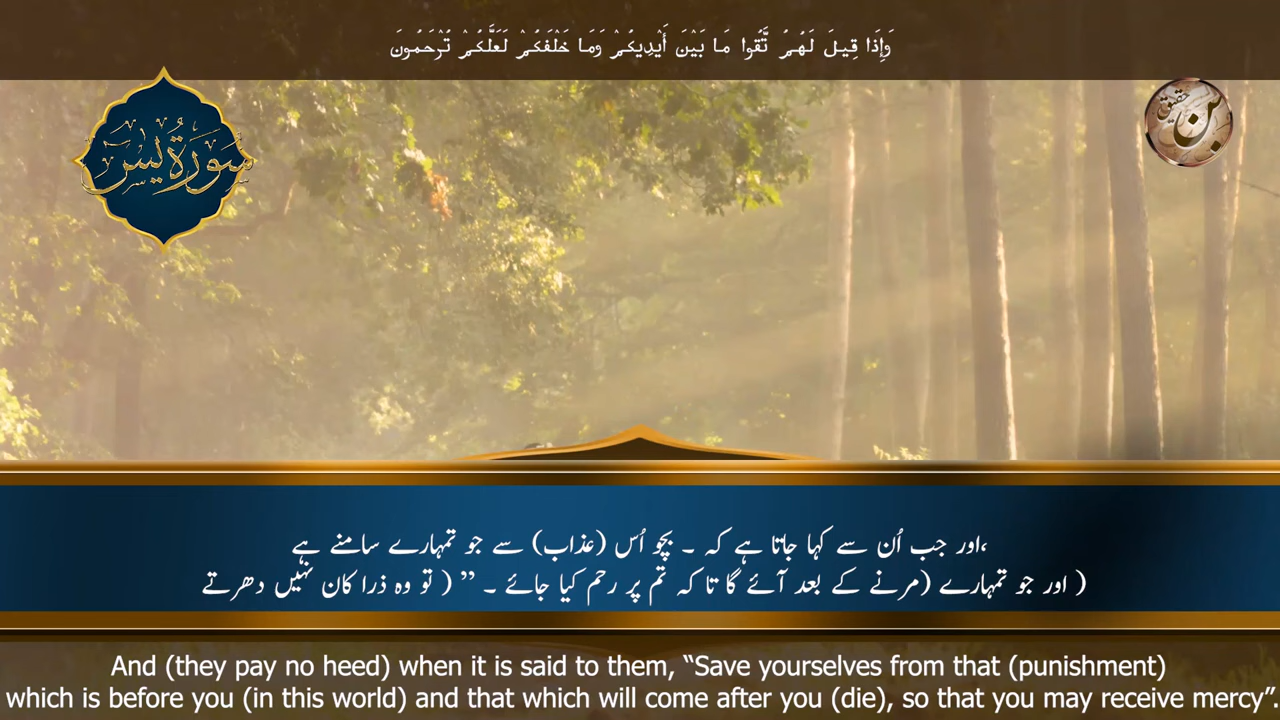 وَإِذَا قِيلَ لَهُمُ تَّقُوا مَا بَيْنَ أَيْدِيكُمْ وَمَا خَلْفَكُمْ لَعَلَّكُمْ تُرْحَمُونَ
سُورَةُ يس
بن حقیق
،اور جب اُن سے کہا جاتا ہے کہ ۔ بچو اُس (عذاب) سے جو تمہارے سامنے ہے
( اور جو تمہارے (مرنے کے بعد آئے گا تا کہ تم پر رحم کیا جائے ۔ ” ( تو وہ ذرا کان نہیں دھرتے
And (they pay no heed) when it is said to them, “Save yourselves from that (punishment)
which is before you (in this world) and that which will come after you (die), so that you may receive mercy”.